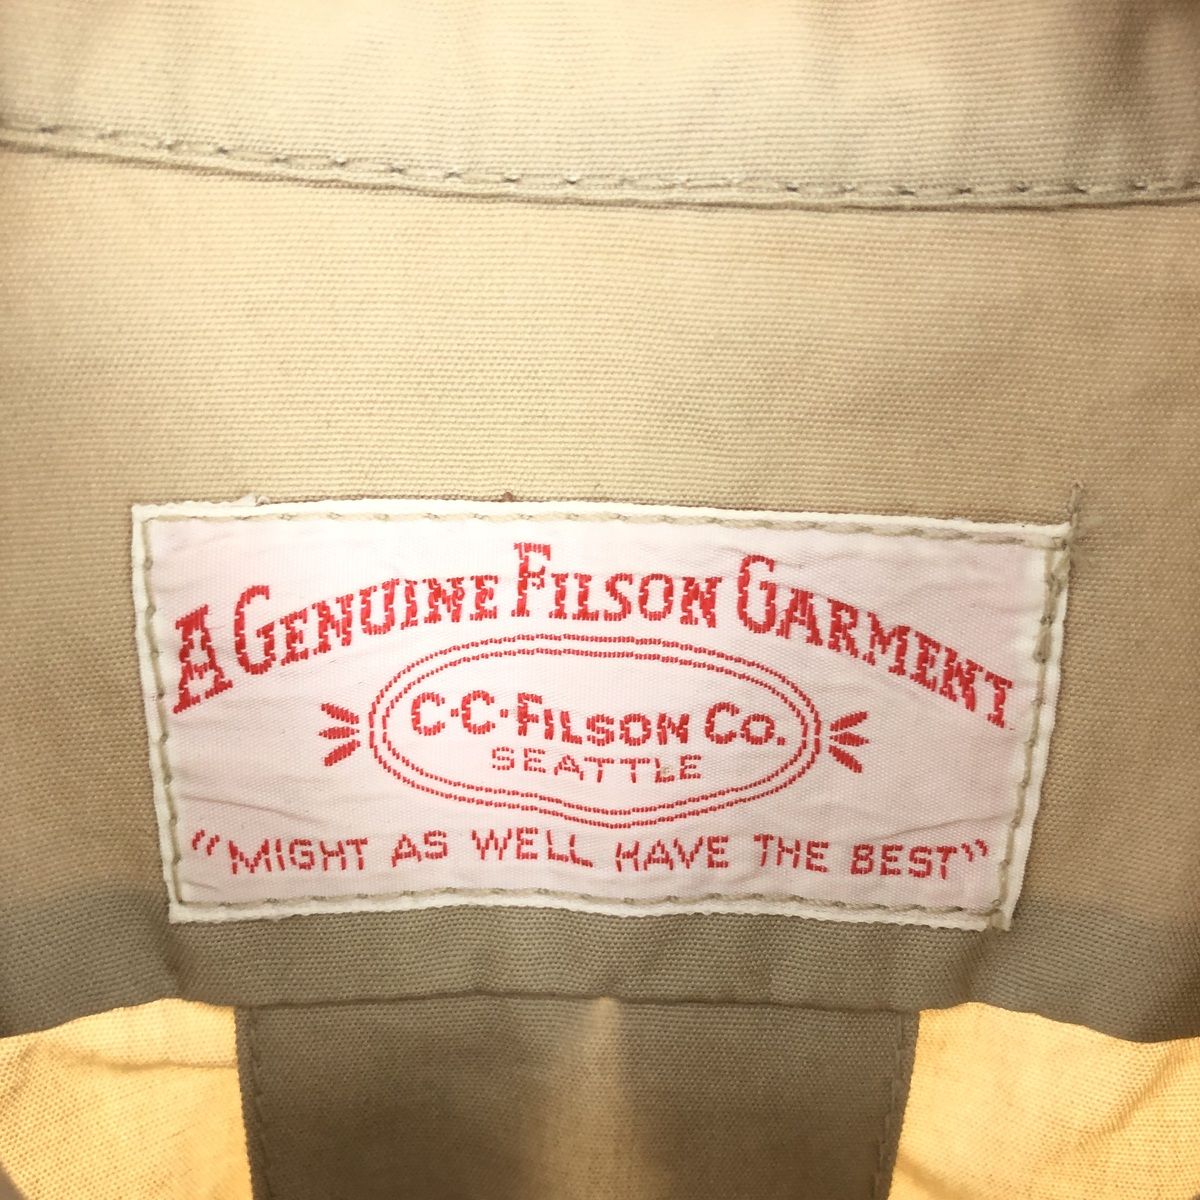 A GENUINE FILSON GARMENT
C·C·FILSON CO.
SEATTLE
"MIGHT AS WELL HAVE THE BEST"